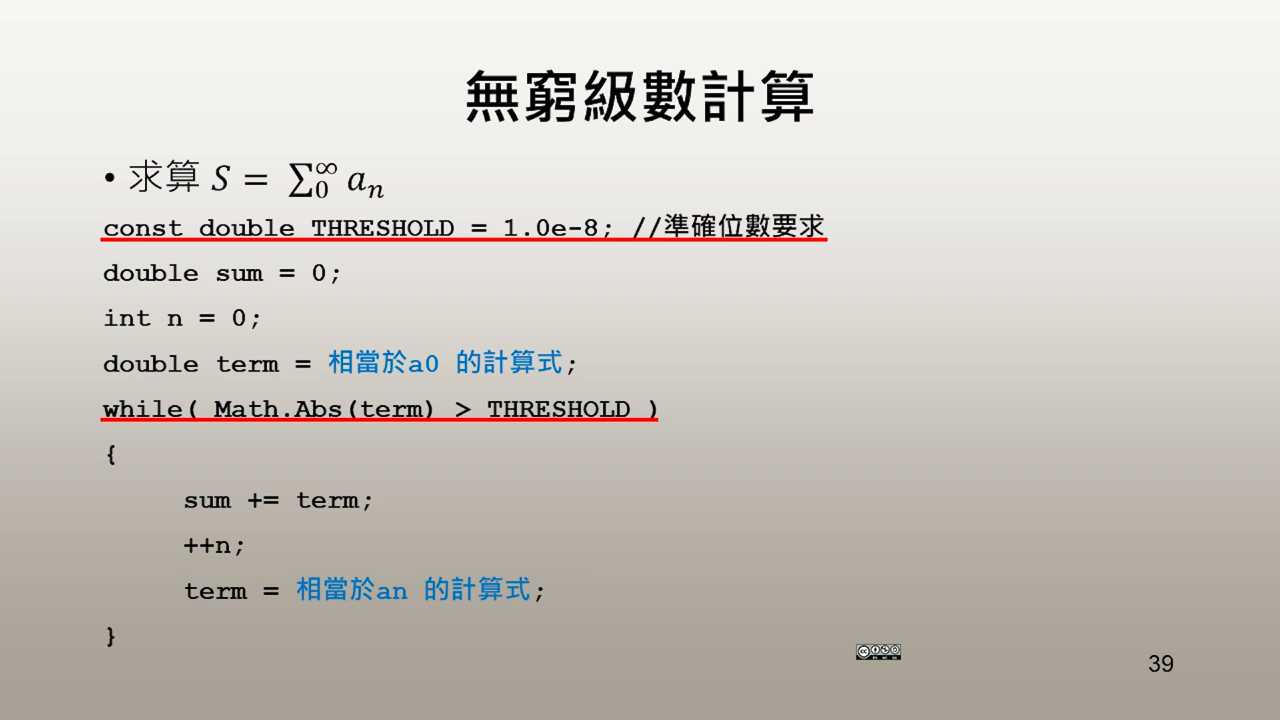 無窮級數計算
• 求算 S = ∑₀^∞ aₙ
const double THRESHOLD = 1.0e-8; //準確位數要求
double sum = 0;
int n = 0;
double term = 相當於a0 的計算式;
while( Math.Abs(term) > THRESHOLD )
{
sum += term;
++n;
term = 相當於an 的計算式;
}
39